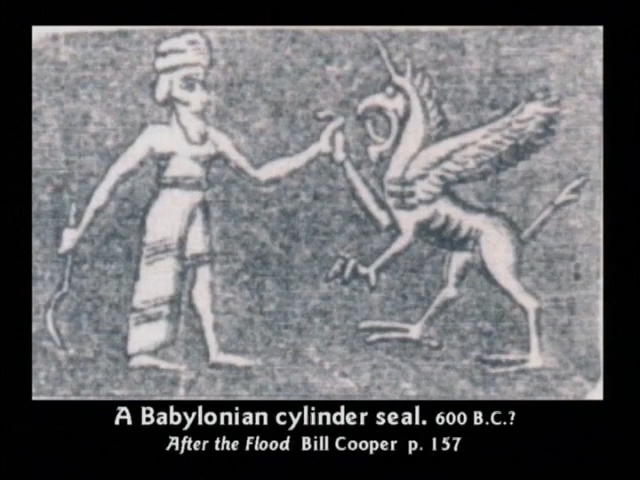 A Babylonian cylinder seal. 600 B.C.?
After the Flood Bill Cooper p. 157